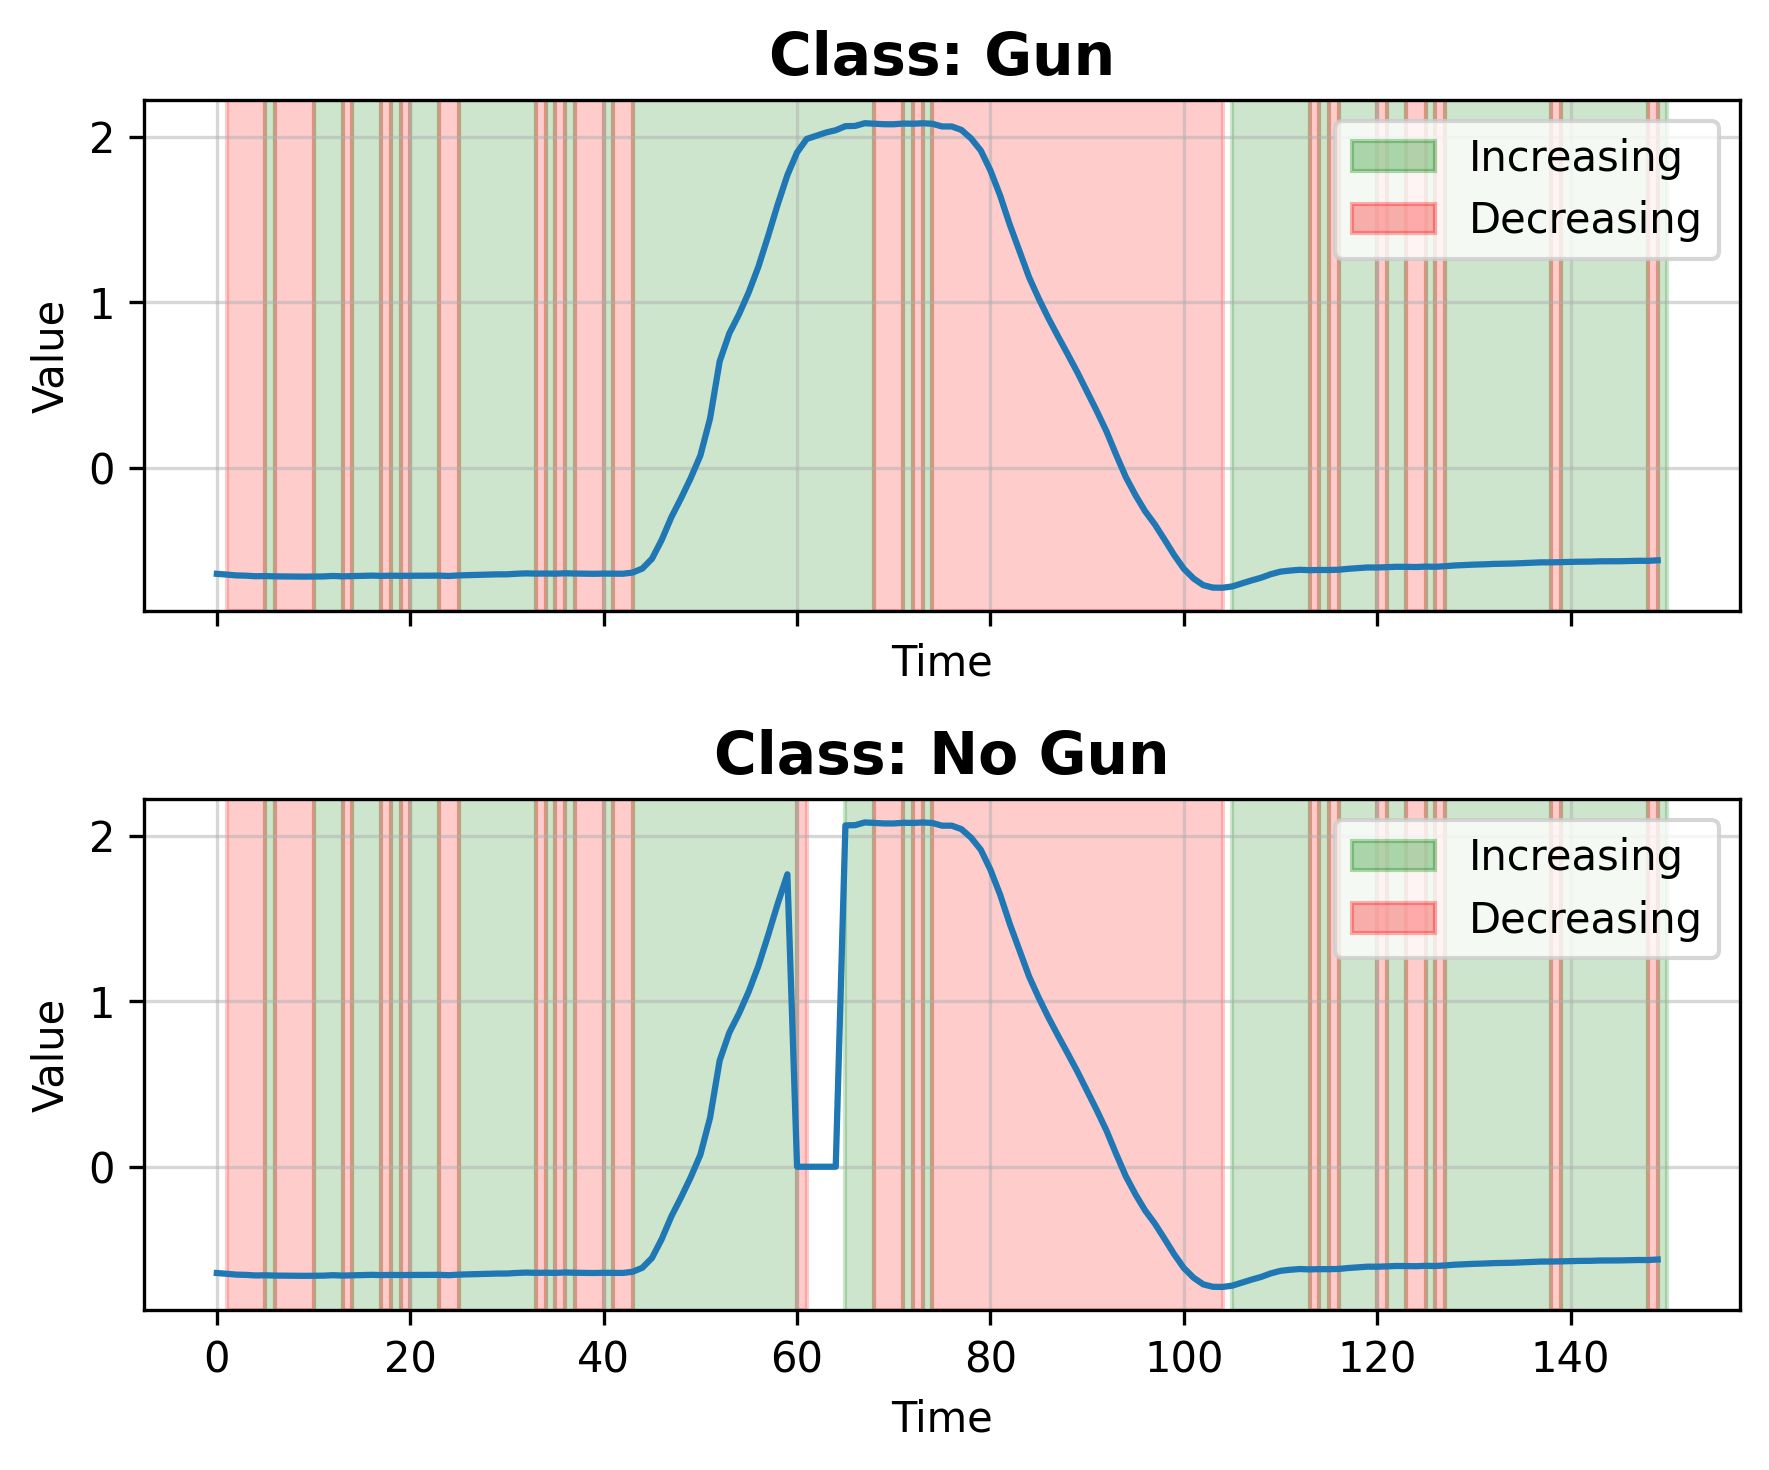 Class: Gun
2
1
0
Value
Increasing
Decreasing
Time
Class: No Gun
2
1
0
Value
Increasing
Decreasing
0 20 40 60 80 100 120 140
Time